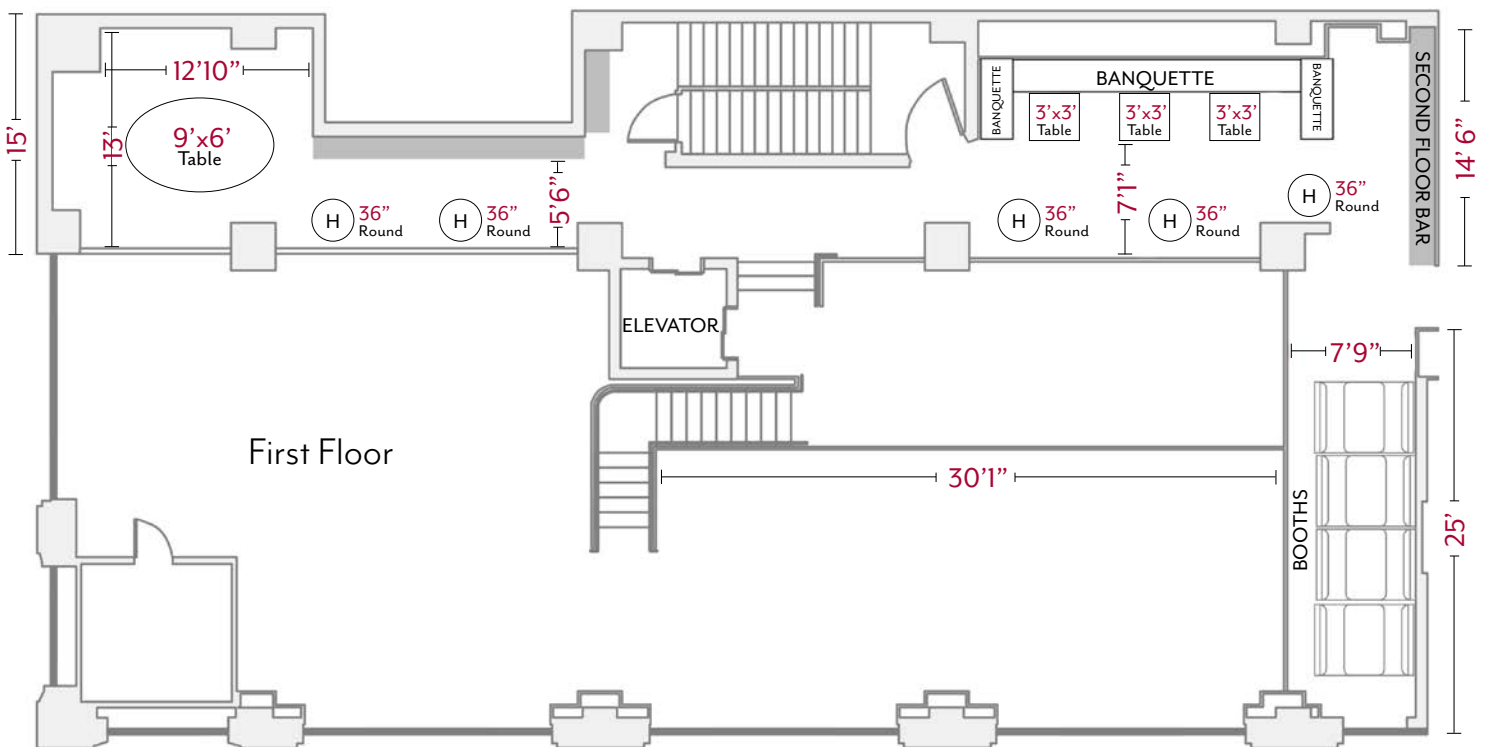 12'10”
15'
13'
9'x6'
Table
H
36”
Round
H
36”
Round
5'6”
BANQUETTE
BANQUETTE
BANQUETTE
3'x3'
Table
3'x3'
Table
3'x3'
Table
7'1”
H
36”
Round
H
36”
Round
H
36”
Round
SECOND FLOOR BAR
14' 6”
ELEVATOR
7'9”
First Floor
30'1”
BOOTHS
25'